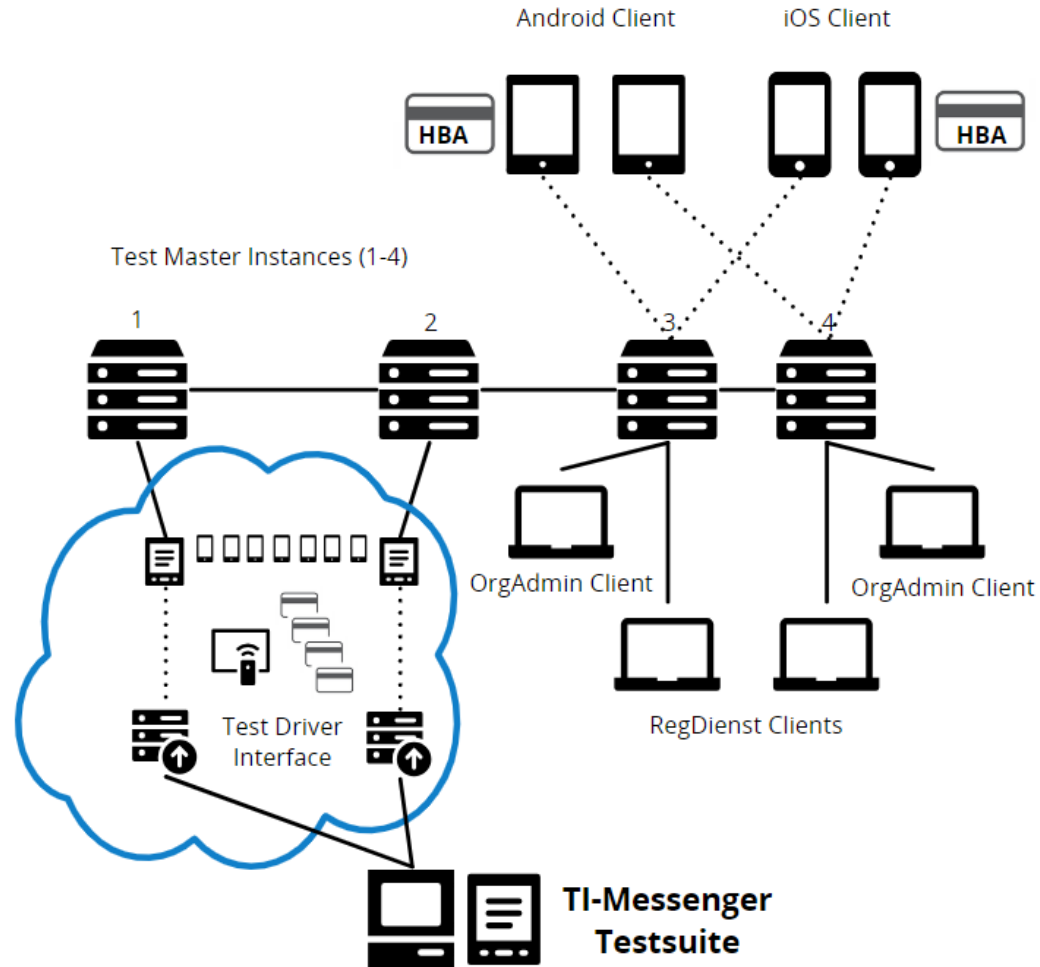 Android Client
iOS Client
HBA
HBA
Test Master Instances (1-4)
1
2
3
4
OrgAdmin Client
OrgAdmin Client
RegDienst Clients
Test Driver
Interface
TI-Messenger
Testsuite